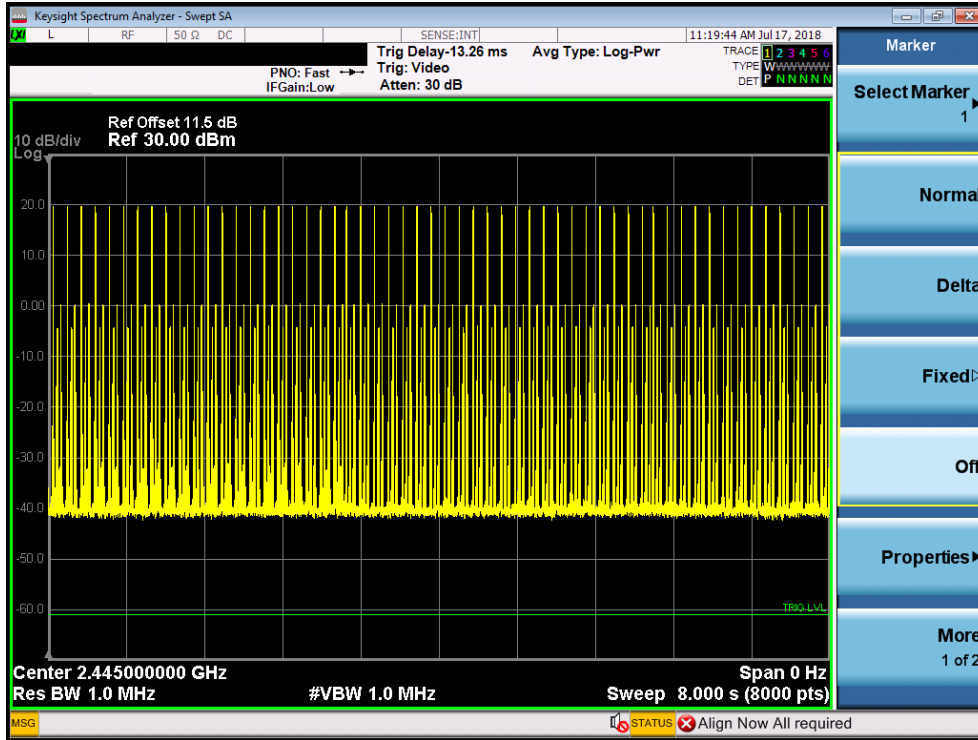 Keysight Spectrum Analyzer - Swept SA
LXI L RF 50 Ω DC SENSE:INT 11:19:44 AM Jul 17, 2018
Trig Delay-13.26 ms Avg Type: Log-Pwr TRACE 1 2 3 4 5 6
PNO: Fast Trig: Video TYPE WWWWWW
IFGain:Low Atten: 30 dB DET P N N N N N
Ref Offset 11.5 dB
10 dB/div Ref 30.00 dBm
Log
20.0
10.0
0.00
-10.0
-20.0
-30.0
-40.0
-50.0
-60.0
TRIG LVL
Center 2.445000000 GHz Span 0 Hz
Res BW 1.0 MHz #VBW 1.0 MHz Sweep 8.000 s (8000 pts)
MSG STATUS Align Now All required
Marker
Select Marker
1
Normal
Delta
Fixed
Off
Properties
More
1 of 2